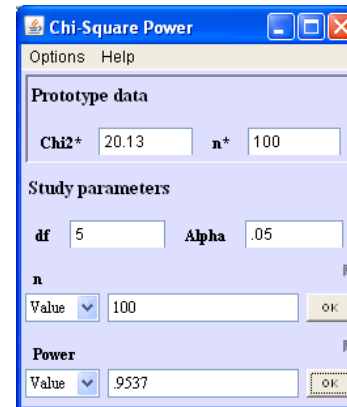 Chi-Square Power
Options Help
Prototype data
Chi2* 20.13 n* 100
Study parameters
df 5 Alpha .05
n
Value 100 OK
Power
Value .9537 OK